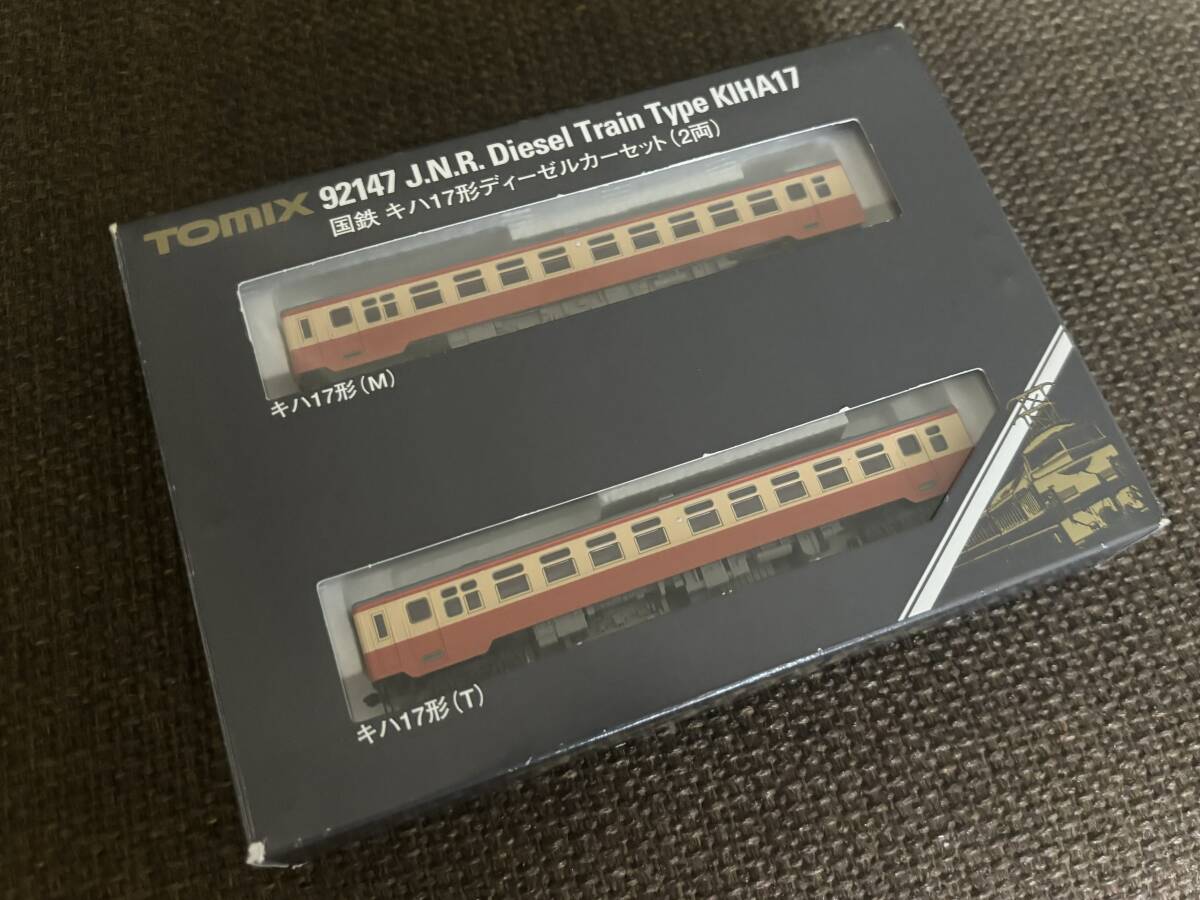 TOMIX 92147 J.N.R. Diesel Train Type KIHA17
国鉄 キハ17形ディーゼルカーセット(2両)
キハ17形(M)
キハ17形(T)